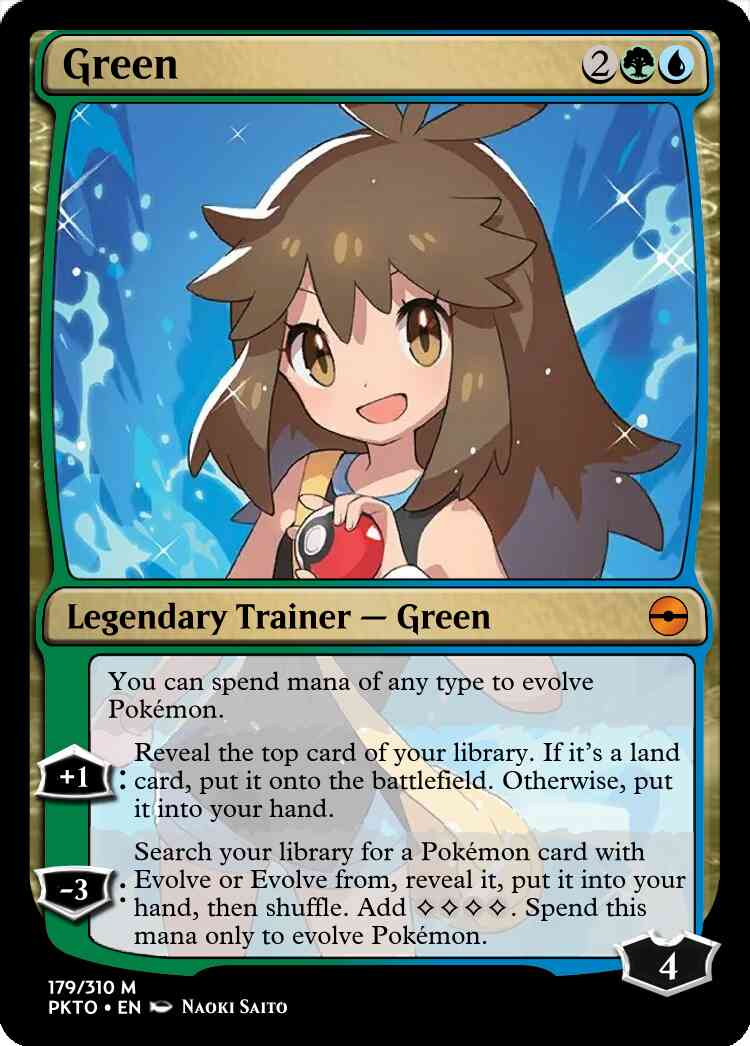 Green 2
Legendary Trainer — Green
You can spend mana of any type to evolve
Pokémon.
+1 : Reveal the top card of your library. If it's a land
card, put it onto the battlefield. Otherwise, put
it into your hand.
-3 : Search your library for a Pokémon card with
Evolve or Evolve from, reveal it, put it into your
hand, then shuffle. Add ✧✧✧✧. Spend this
mana only to evolve Pokémon.
4
179/310 M
PKTO • EN Naoki Saito